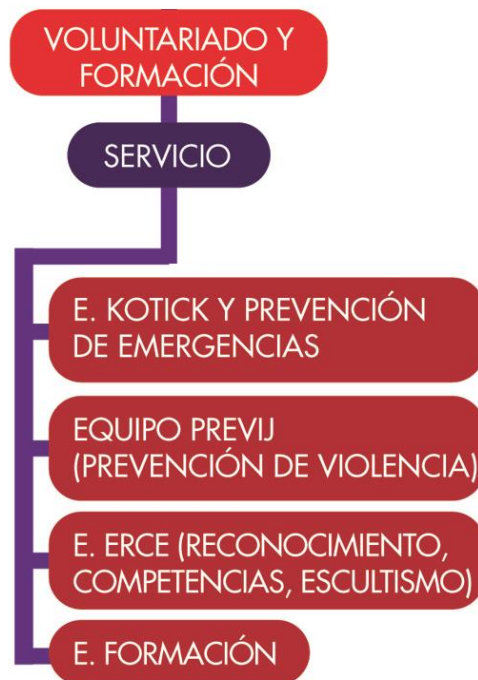 VOLUNTARIADO Y
FORMACIÓN
SERVICIO
E. KOTICK Y PREVENCIÓN
DE EMERGENCIAS
EQUIPO PREVIJ
(PREVENCIÓN DE VIOLENCIA)
E. ERCE (RECONOCIMIENTO,
COMPETENCIAS, ESCULTISMO)
E. FORMACIÓN